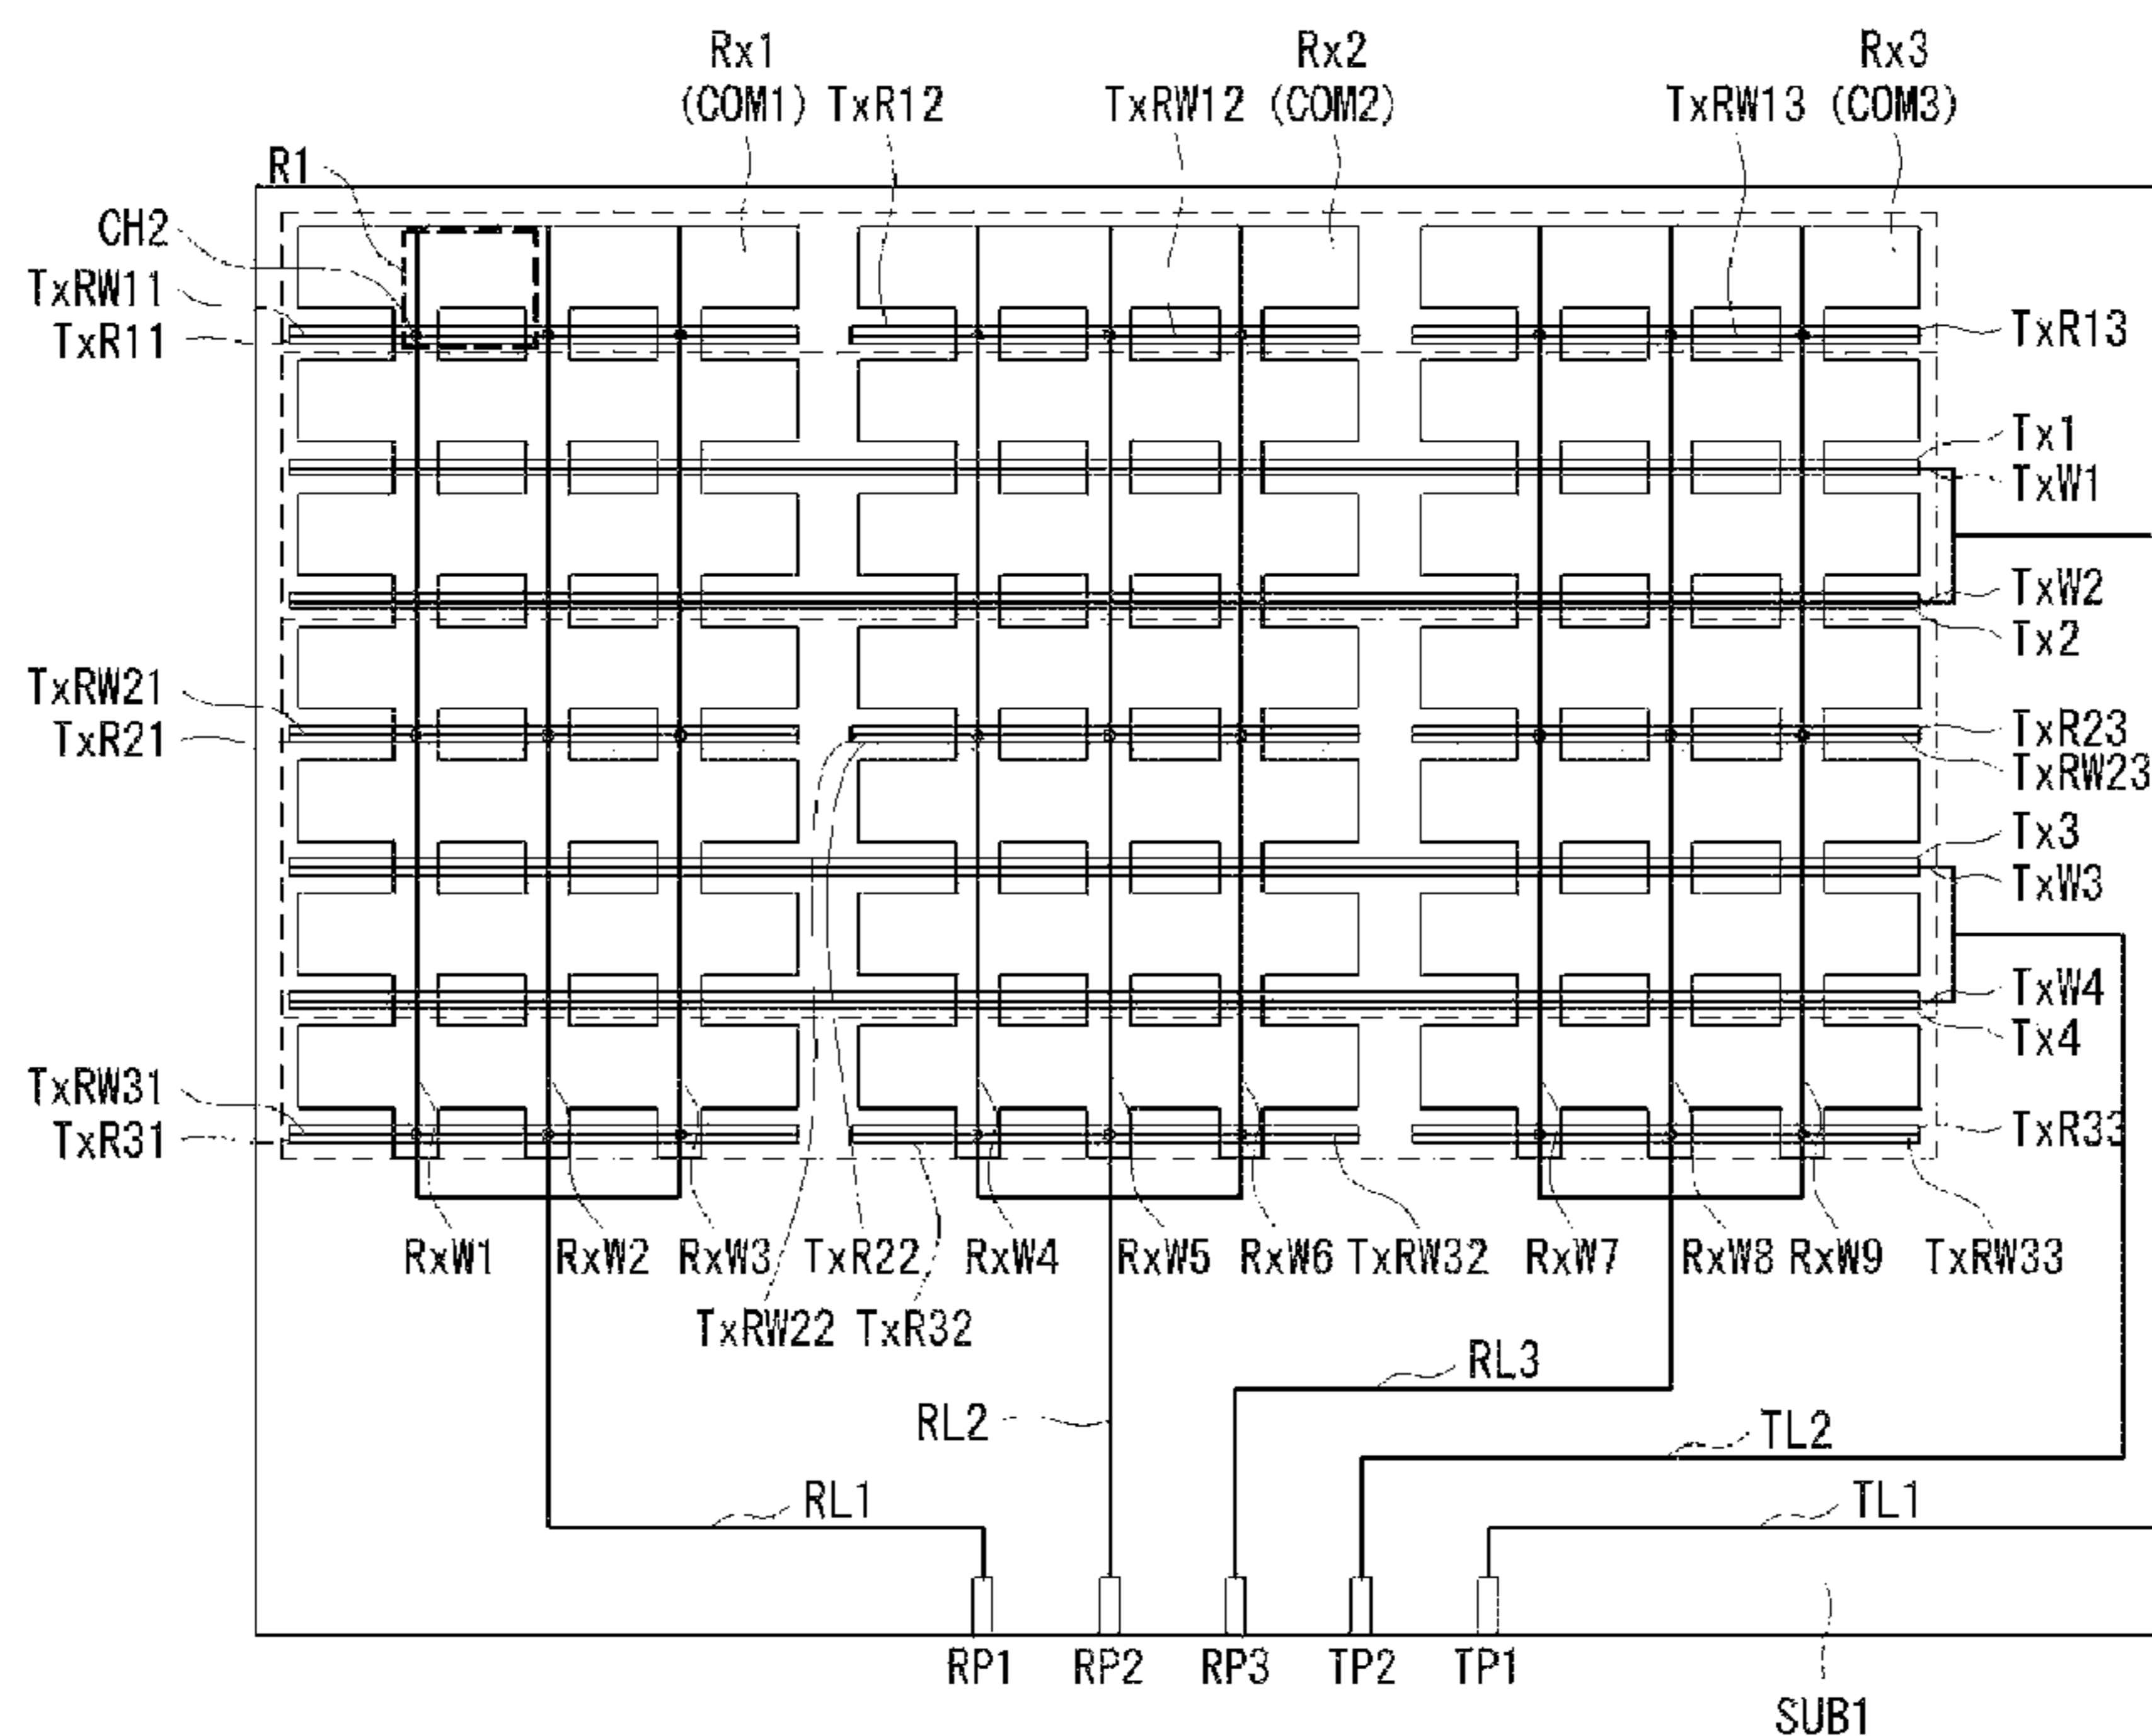 Rx1 Rx2 Rx3
(COM1) TxR12 TxRW12 (COM2) TxRW13 (COM3)
R1
CH2
TxRW11
TxR11 TxR13
Tx1
TxW1
TxW2
Tx2
TxRW21
TxR21 TxR23
TxRW23
Tx3
TxW3
TxW4
Tx4
TxRW31
TxR31 TxR33
RxW1 RxW2 RxW3 TxR22 RxW4 RxW5 RxW6 TxRW32 RxW7 RxW8 RxW9 TxRW33
TxRW22 TxR32
RL3
RL2 TL2
RL1 TL1
RP1 RP2 RP3 TP2 TP1
SUB1